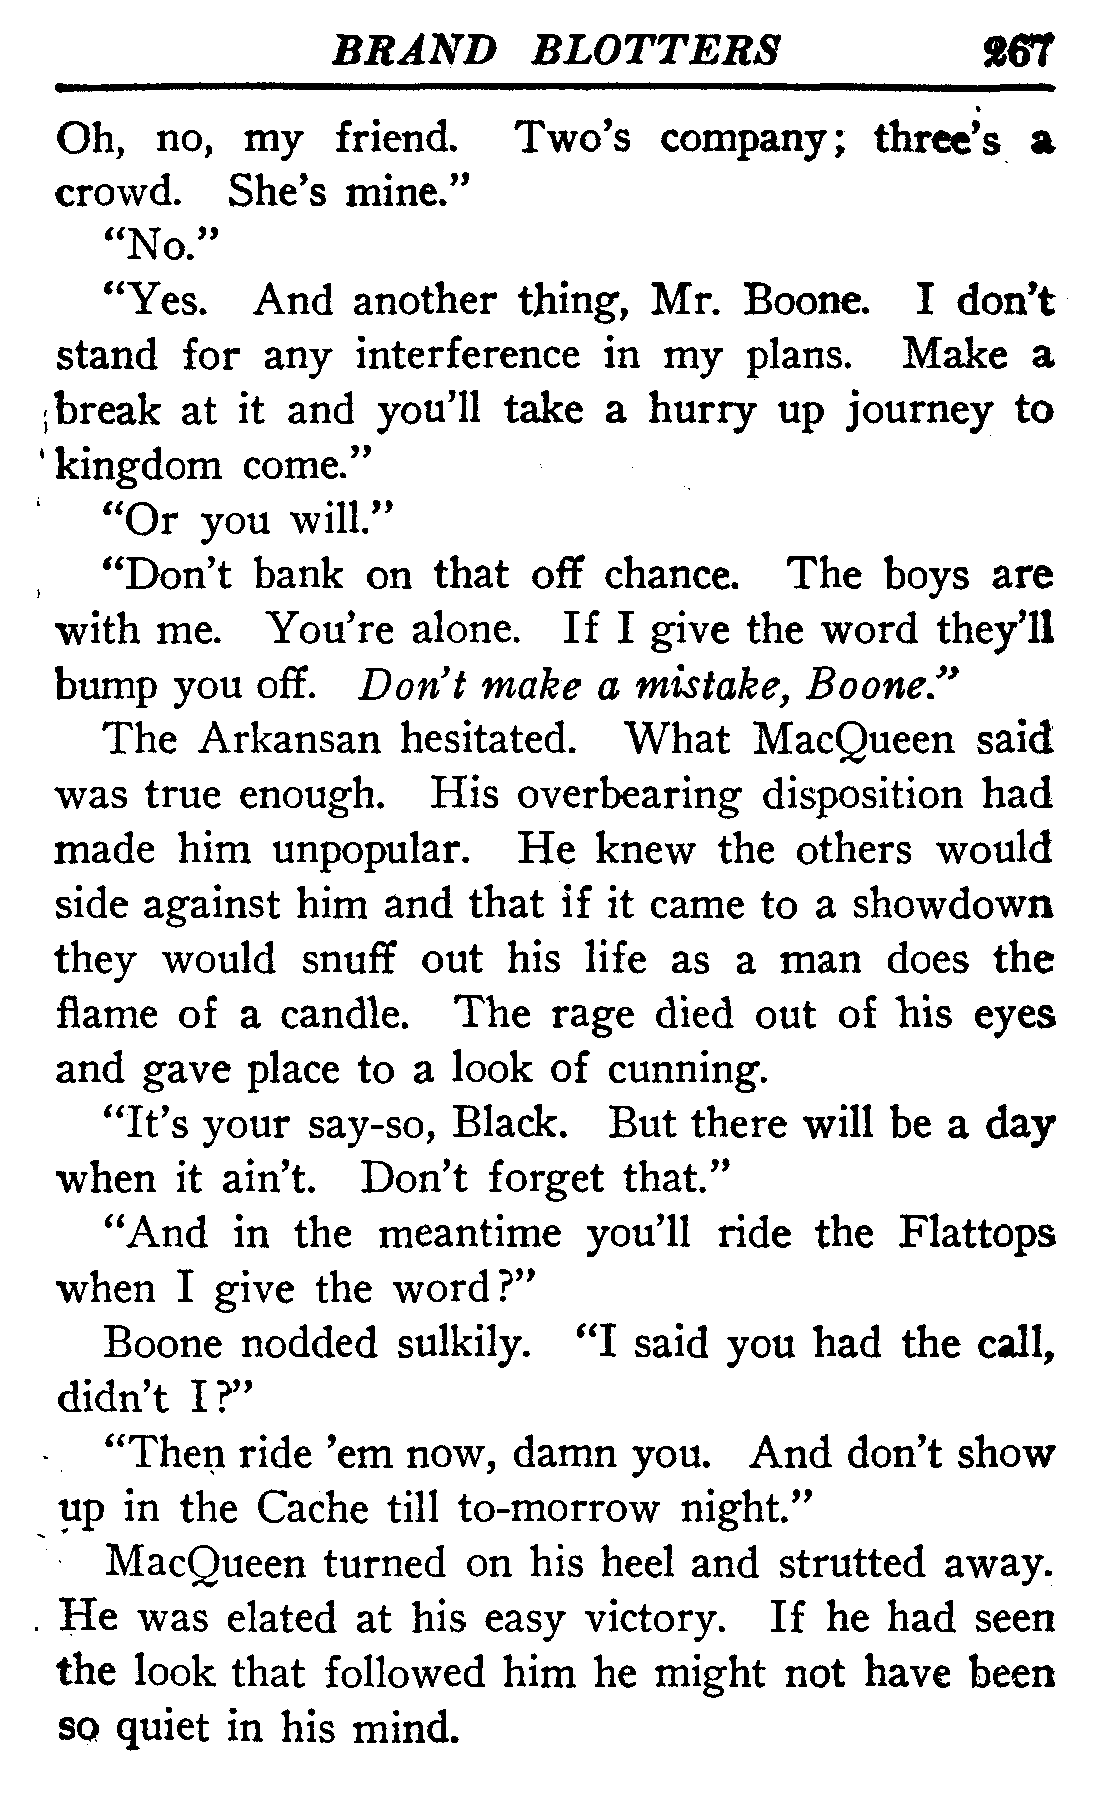 BRAND BLOTTERS 267
Oh, no, my friend. Two's company; three's a
crowd. She's mine."
"No."
"Yes. And another thing, Mr. Boone. I don't
stand for any interference in my plans. Make a
break at it and you'll take a hurry up journey to
kingdom come."
"Or you will."
"Don't bank on that off chance. The boys are
with me. You're alone. If I give the word they'll
bump you off. Don't make a mistake, Boone."
The Arkansan hesitated. What MacQueen said
was true enough. His overbearing disposition had
made him unpopular. He knew the others would
side against him and that if it came to a showdown
they would snuff out his life as a man does the
flame of a candle. The rage died out of his eyes
and gave place to a look of cunning.
"It's your say-so, Black. But there will be a day
when it ain't. Don't forget that."
"And in the meantime you'll ride the Flattops
when I give the word?"
Boone nodded sulkily. "I said you had the call,
didn't I?"
"Then ride 'em now, damn you. And don't show
up in the Cache till to-morrow night."
MacQueen turned on his heel and strutted away.
He was elated at his easy victory. If he had seen
the look that followed him he might not have been
so quiet in his mind.